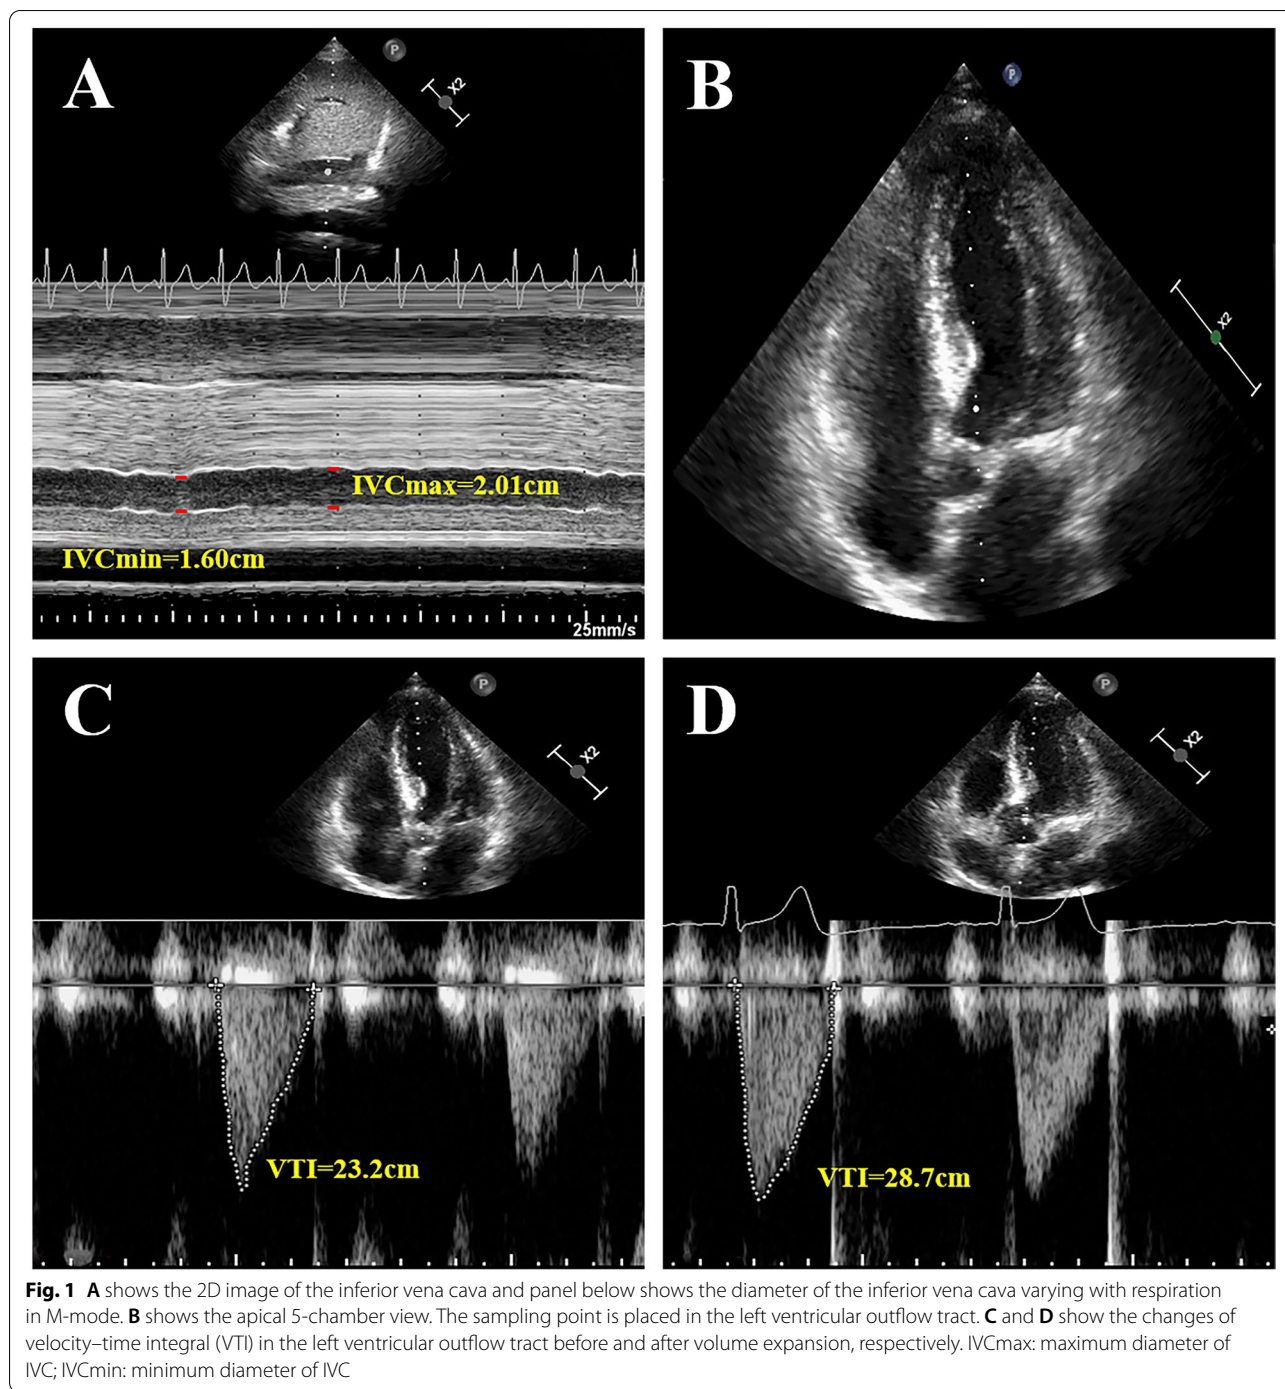 A
P
X2
IVCmax=2.01cm
IVCmin=1.60cm
25mm/s
B
P
X2
C
P
X2
VTI=23.2cm
D
P
X2
VTI=28.7cm
Fig. 1 A shows the 2D image of the inferior vena cava and panel below shows the diameter of the inferior vena cava varying with respiration
in M-mode. B shows the apical 5-chamber view. The sampling point is placed in the left ventricular outflow tract. C and D show the changes of
velocity–time integral (VTI) in the left ventricular outflow tract before and after volume expansion, respectively. IVCmax: maximum diameter of
IVC; IVCmin: minimum diameter of IVC